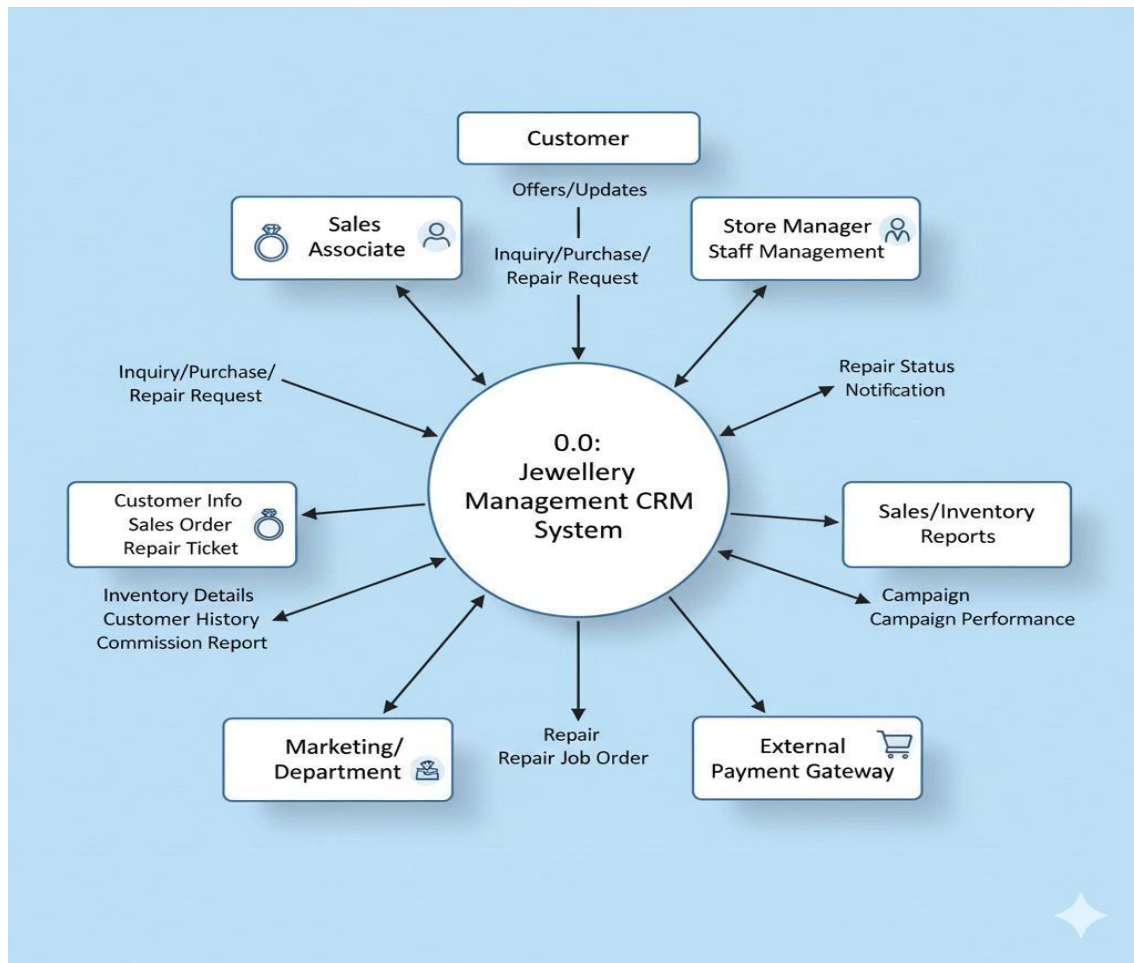 Customer
Offers/Updates
Inquiry/Purchase/
Repair Request
Sales
Associate
Store Manager
Staff Management
Inquiry/Purchase/
Repair Request
Repair Status
Notification
0.0:
Jewellery
Management CRM
System
Customer Info
Sales Order
Repair Ticket
Sales/Inventory
Reports
Inventory Details
Customer History
Commission Report
Campaign
Campaign Performance
Marketing/
Department
Repair
Repair Job Order
External
Payment Gateway